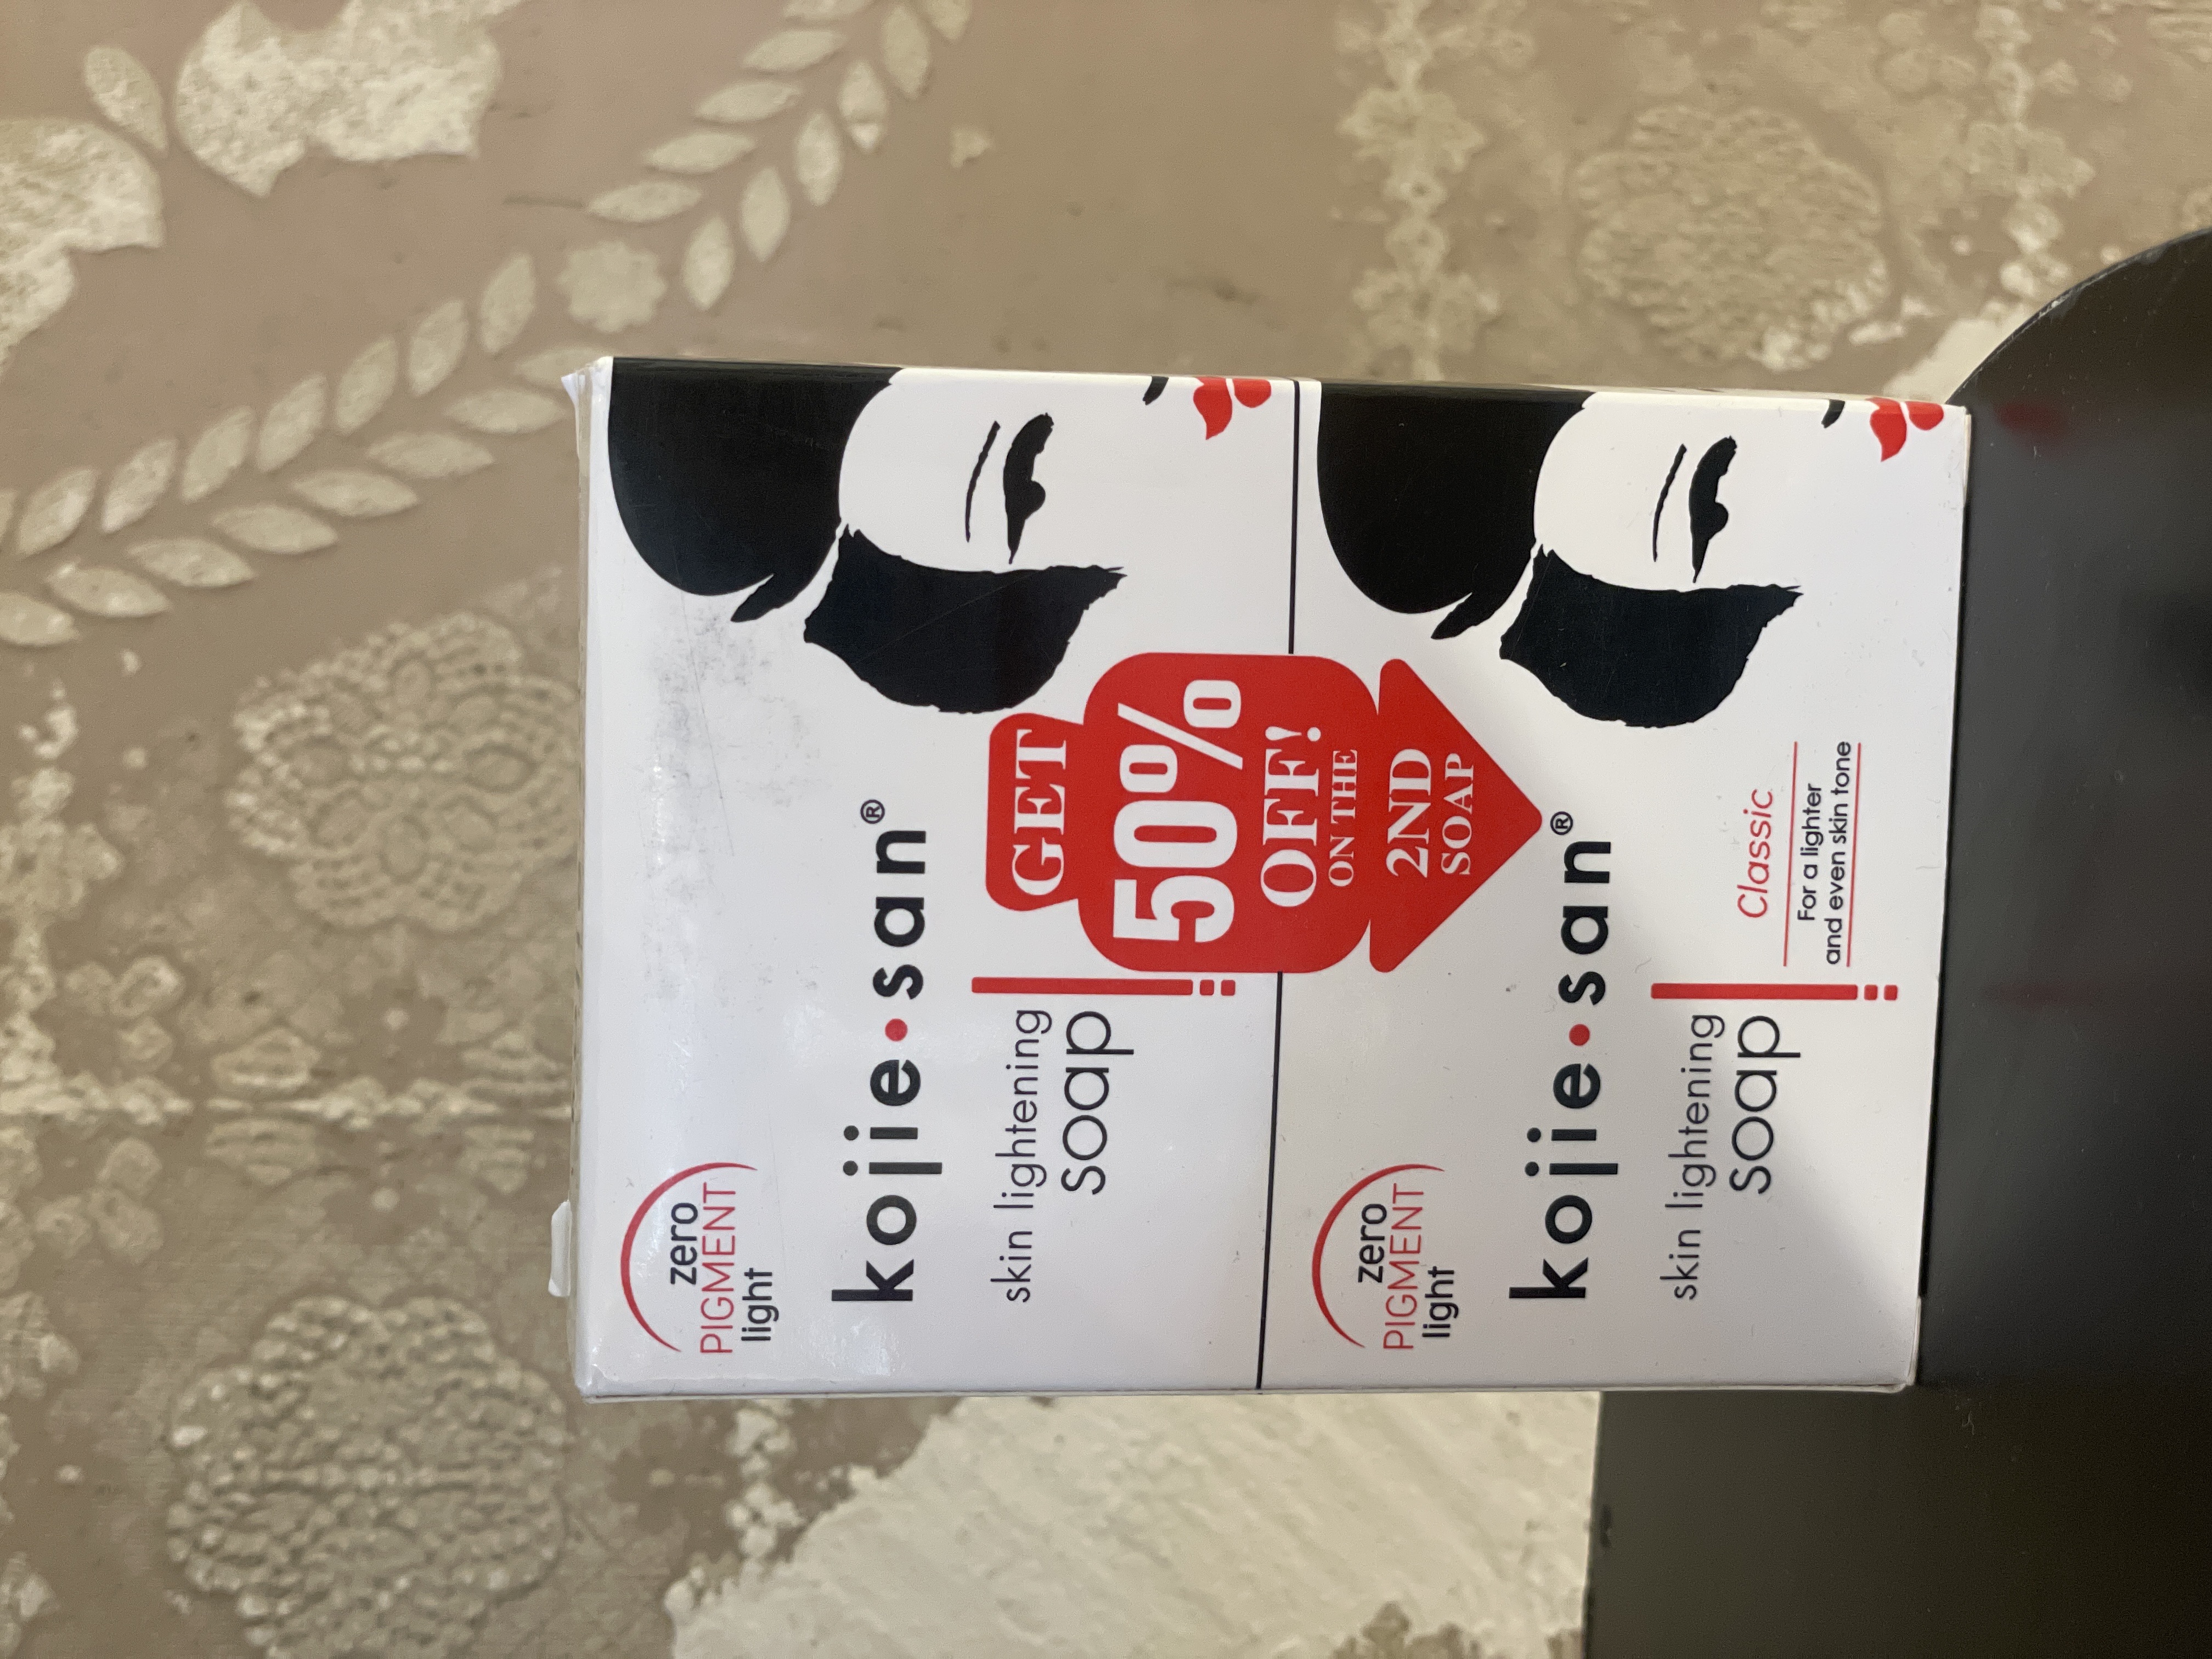 zero
PIGMENT
light
kojie•san®
skin lightening
soap
GET
50%
OFF!
ON THE
2ND
SOAP
zero
PIGMENT
light
kojie•san®
skin lightening
soap
Classic
For a lighter
and even skin tone